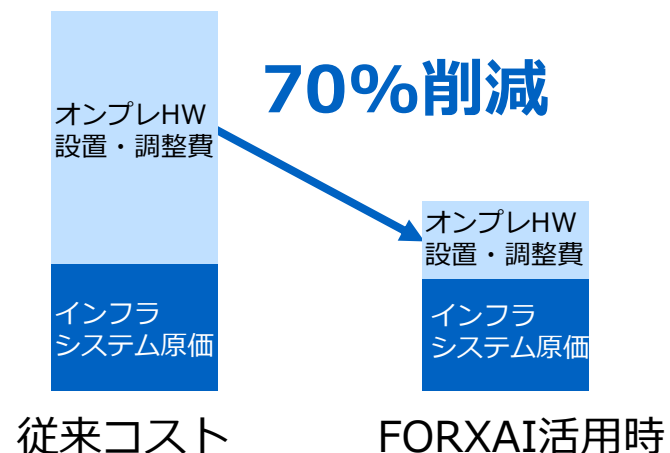 70%削減
オンプレHW
設置・調整費
インフラ
システム原価
従来コスト
オンプレHW
設置・調整費
インフラ
システム原価
FORXAI活用時